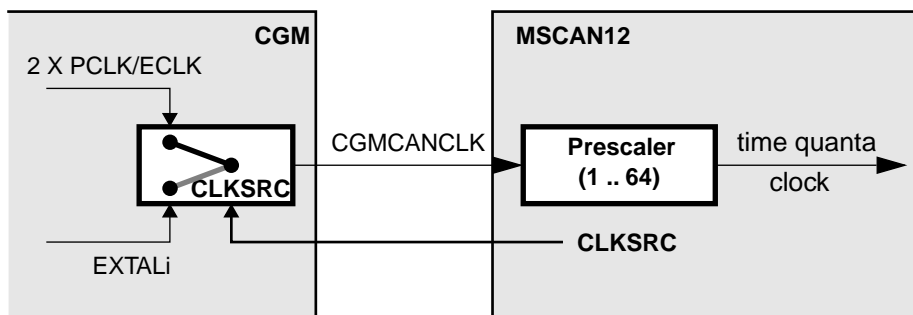 CGM
MSCAN12
2 X PCLK/ECLK
CGMCANCLK
Prescaler
(1 .. 64)
time quanta
clock
CLKSRC
CLKSRC
EXTALi